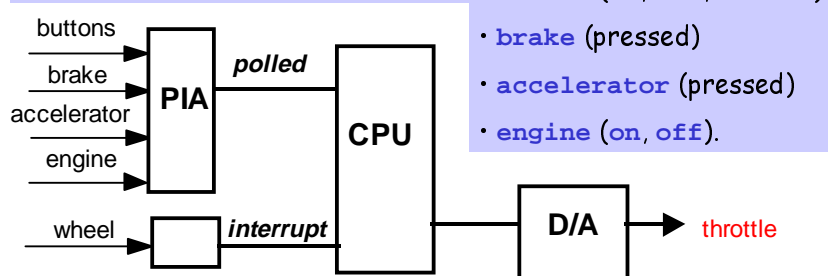 buttons
brake
accelerator
engine
PIA
polled
CPU
wheel
interrupt
D/A
throttle
• brake (pressed)
• accelerator (pressed)
• engine (on, off).